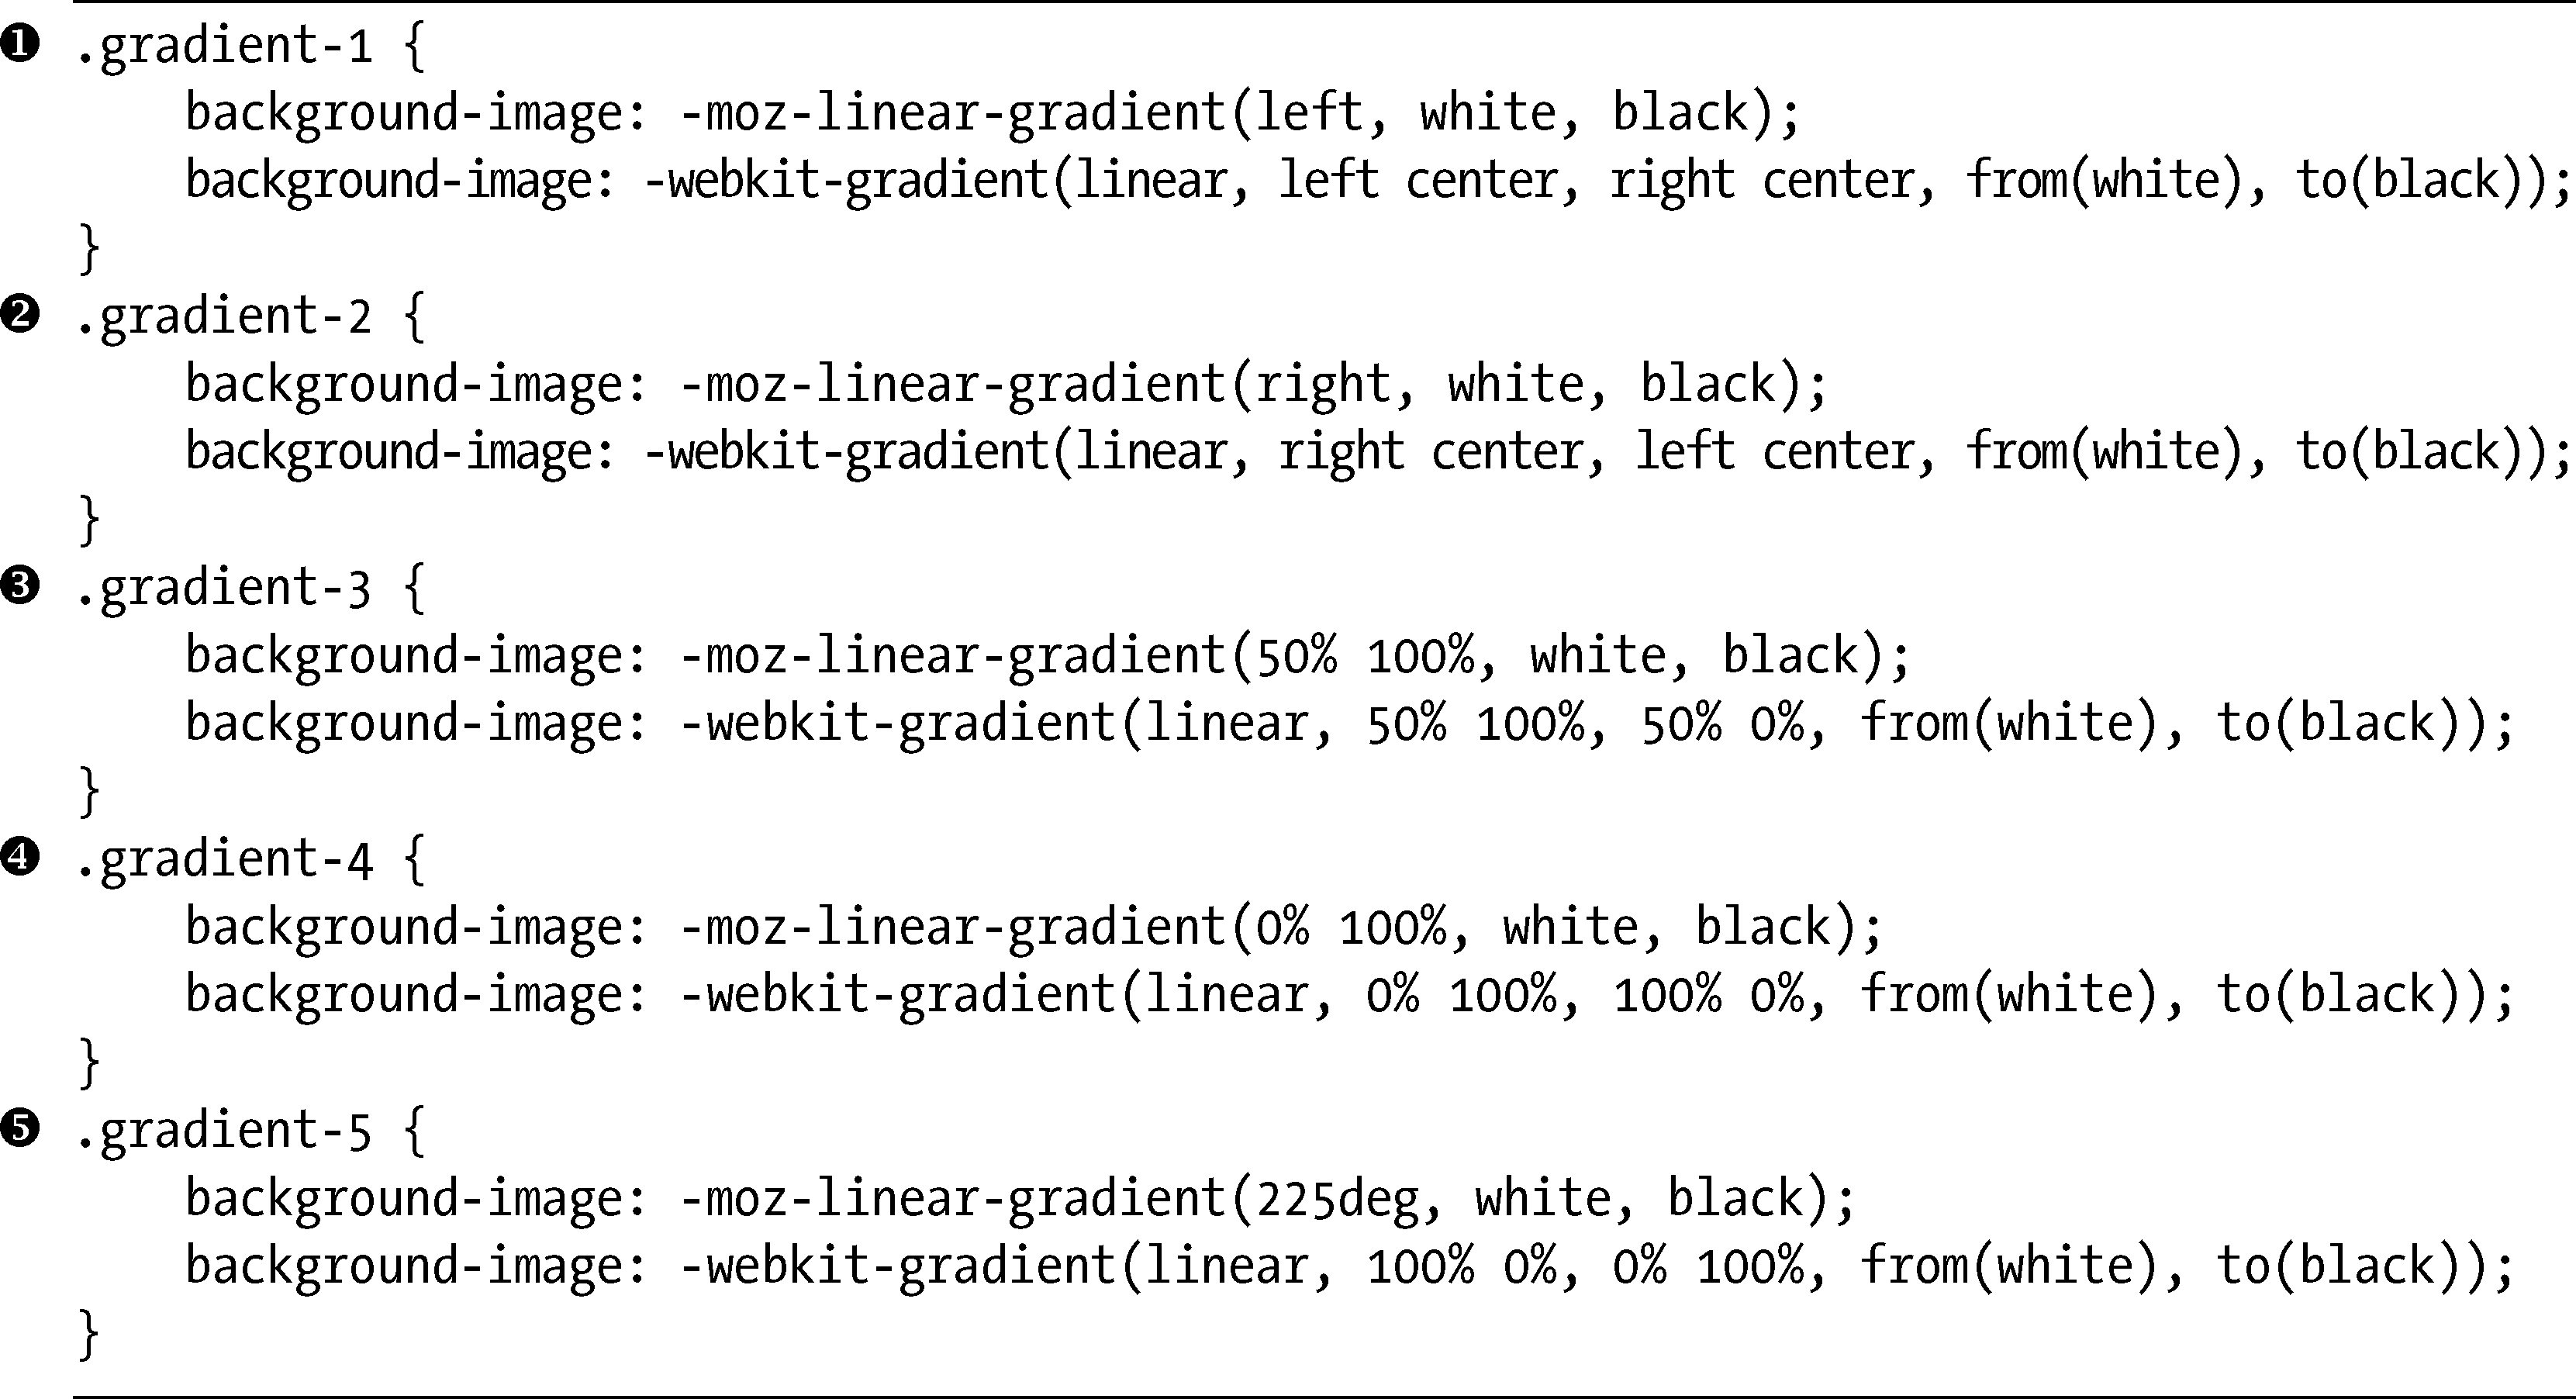 ❶ .gradient-1 {
    background-image: -moz-linear-gradient(left, white, black);
    background-image: -webkit-gradient(linear, left center, right center, from(white), to(black));
}
❷ .gradient-2 {
    background-image: -moz-linear-gradient(right, white, black);
    background-image: -webkit-gradient(linear, right center, left center, from(white), to(black));
}
❸ .gradient-3 {
    background-image: -moz-linear-gradient(50% 100%, white, black);
    background-image: -webkit-gradient(linear, 50% 100%, 50% 0%, from(white), to(black));
}
❹ .gradient-4 {
    background-image: -moz-linear-gradient(0% 100%, white, black);
    background-image: -webkit-gradient(linear, 0% 100%, 100% 0%, from(white), to(black));
}
❺ .gradient-5 {
    background-image: -moz-linear-gradient(225deg, white, black);
    background-image: -webkit-gradient(linear, 100% 0%, 0% 100%, from(white), to(black));
}